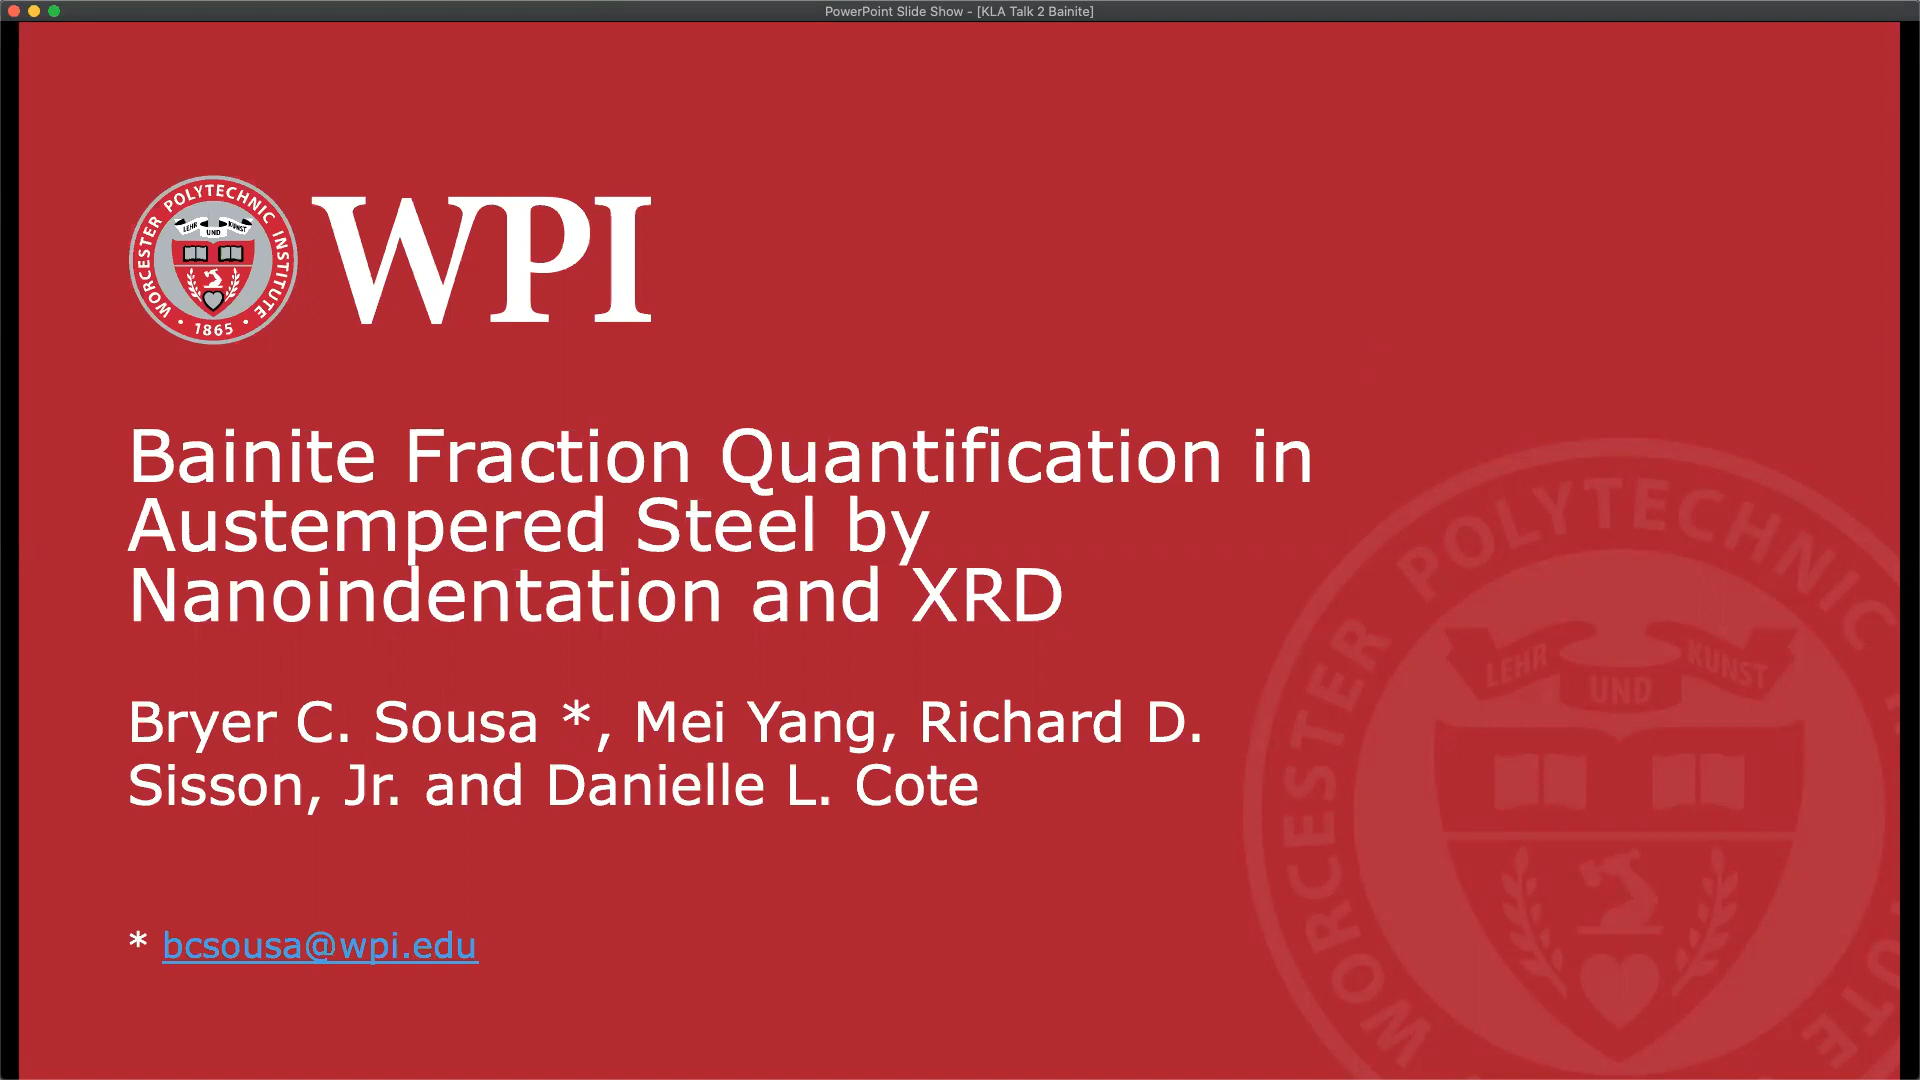 PowerPoint Slide Show - [KLA Talk 2 Bainite]
WORCESTER POLYTECHNIC INSTITUTE
LEHR UND KUNST
1865
WPI
Bainite Fraction Quantification in
Austempered Steel by
Nanoindentation and XRD
Bryer C. Sousa *, Mei Yang, Richard D.
Sisson, Jr. and Danielle L. Cote
* bcsousa@wpi.edu
POLYTECHNIC
LEHR UND KUNST
WORCESTER